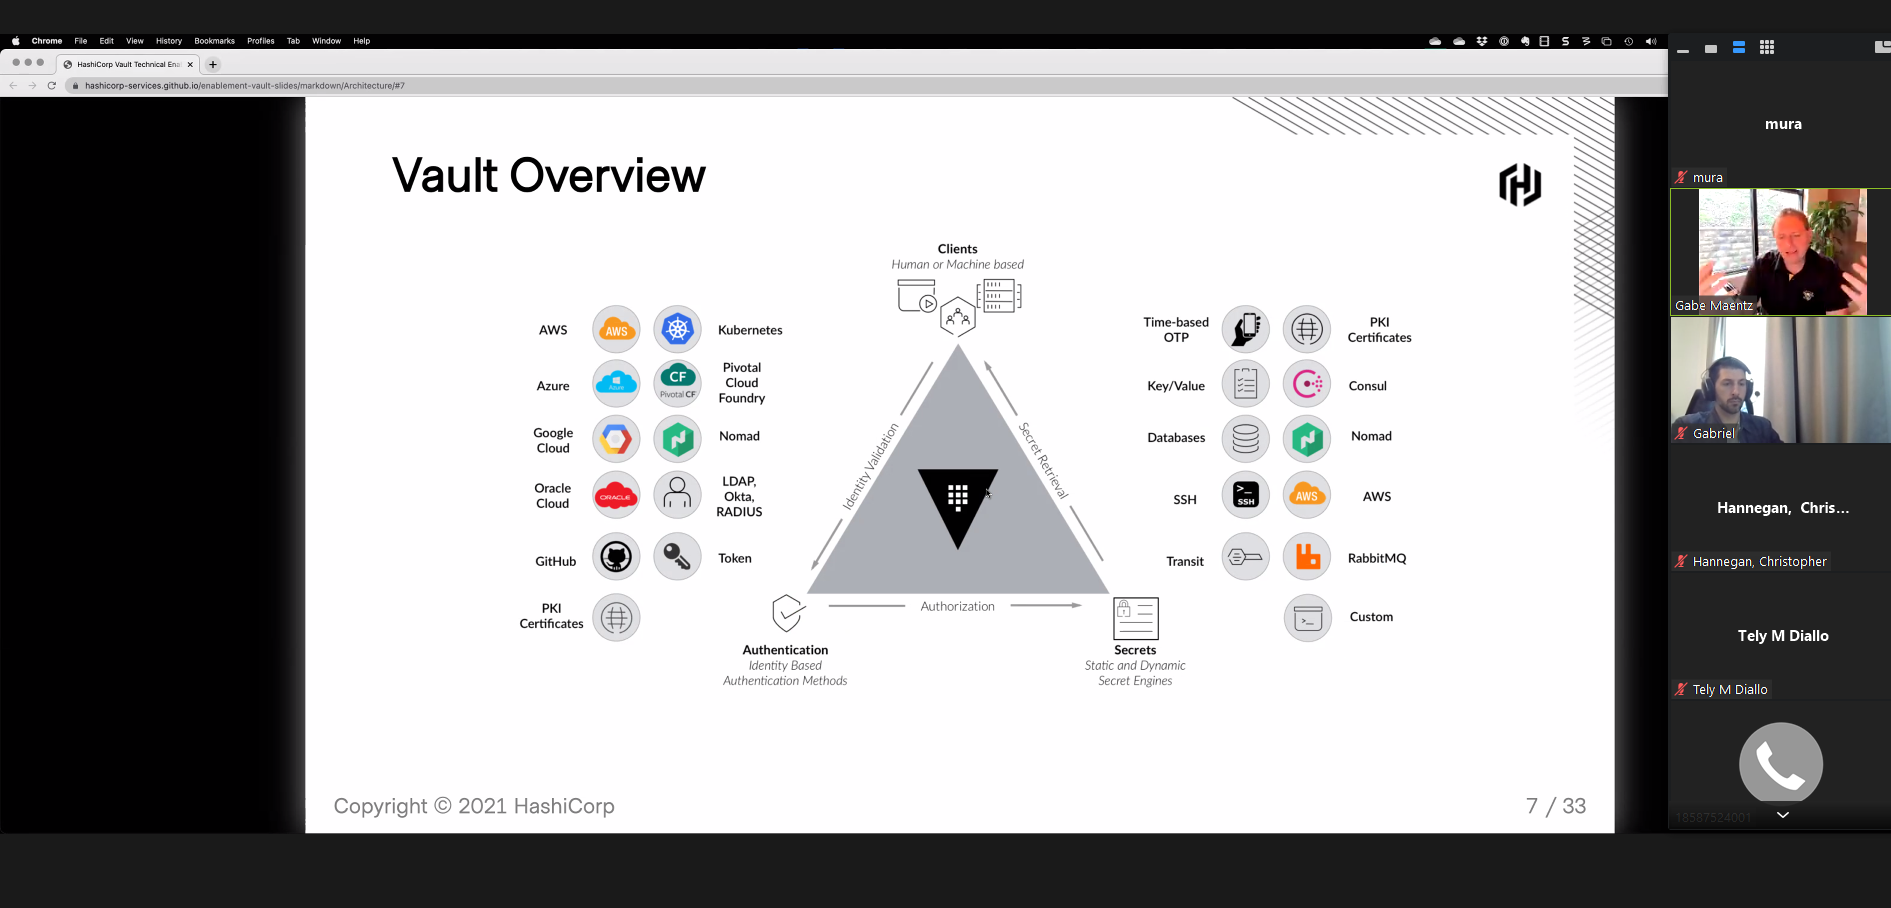 Chrome File Edit View History Bookmarks Profiles Tab Window Help
HashiCorp Vault Technical Ena
hashicorp-services.github.io/enablement-vault-slides/markdown/Architecture/#7
Vault Overview
Clients
Human or Machine based
AWS
AWS
Kubernetes
Azure
Azure
CF
Pivotal CF
Pivotal
Cloud
Foundry
Google
Cloud
Nomad
Oracle
Cloud
ORACLE
LDAP,
Okta,
RADIUS
GitHub
Token
PKI
Certificates
Identity Validation
Secret Retrieval
Authorization
Authentication
Identity Based
Authentication Methods
Secrets
Static and Dynamic
Secret Engines
Time-based
OTP
PKI
Certificates
Key/Value
Consul
Databases
Nomad
SSH
>_
SSH
AWS
AWS
Transit
RabbitMQ
>_
Custom
Copyright © 2021 HashiCorp
7 / 33
mura
mura
Gabe Maentz
Gabriel
Hannegan, Chris...
Hannegan, Christopher
Tely M Diallo
Tely M Diallo
18587524001